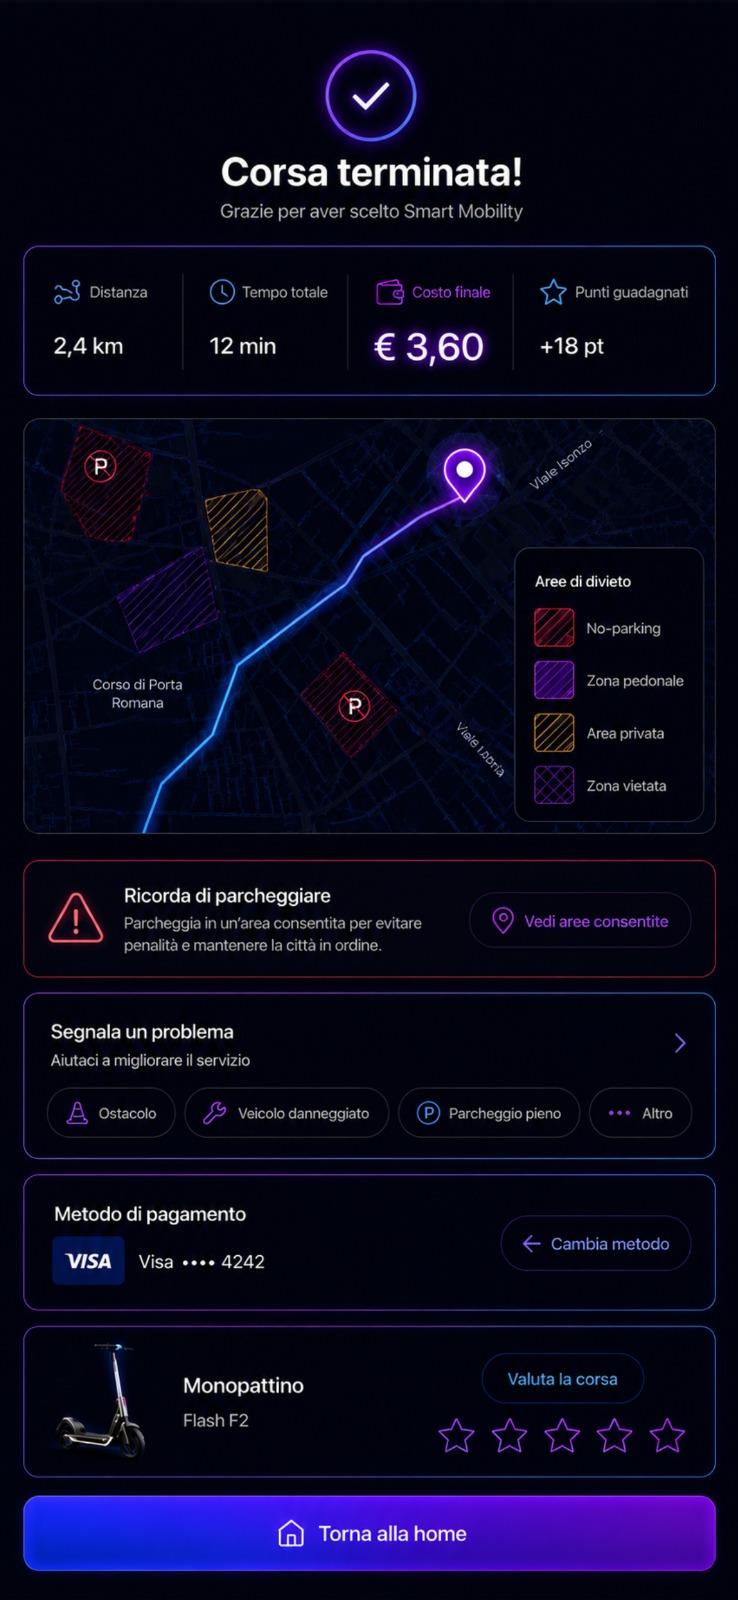 Corsa terminata!
Grazie per aver scelto Smart Mobility
Distanza
2,4 km
Tempo totale
12 min
Costo finale
€ 3,60
Punti guadagnati
+18 pt
P
Viale Isonzo
Corso di Porta
Romana
P
Aree di divieto
No-parking
Zona pedonale
Area privata
Zona vietata
Ricorda di parcheggiare
Parcheggia in un'area consentita per evitare
penalità e mantenere la città in ordine.
Vedi aree consentite
Segnala un problema
Aiutaci a migliorare il servizio
Ostacolo
Veicolo danneggiato
P Parcheggio pieno
Altro
Metodo di pagamento
VISA Visa •••• 4242
Cambia metodo
Monopattino
Flash F2
Valuta la corsa
Torna alla home